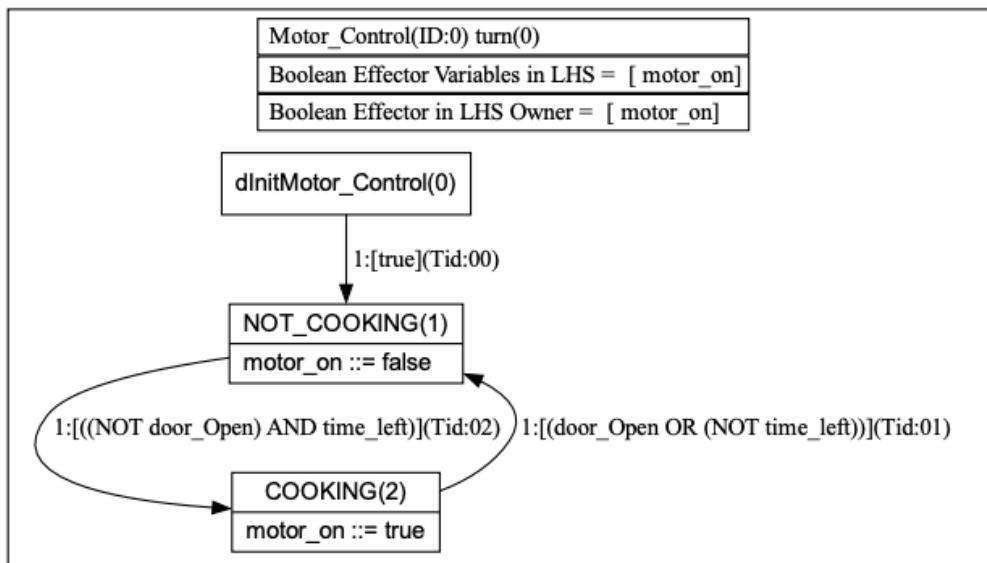 Motor_Control(ID:0) turn(0)
Boolean Effector Variables in LHS = [ motor_on]
Boolean Effector in LHS Owner = [ motor_on]
dInitMotor_Control(0)
1:[true](Tid:00)
NOT_COOKING(1)
motor_on ::= false
1:[((NOT door_Open) AND time_left)](Tid:02)
1:[(door_Open OR (NOT time_left))](Tid:01)
COOKING(2)
motor_on ::= true